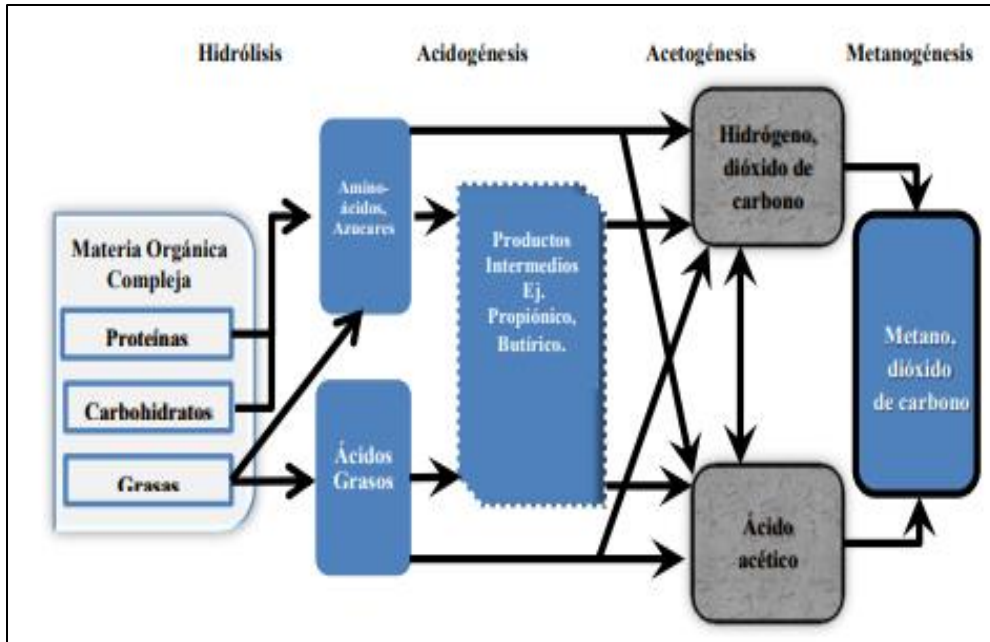 Hidrólisis
Acidogénesis
Acetogénesis
Metanogénesis
Materia Orgánica
Compleja
Proteínas
Carbohidratos
Grasas
Amino-
ácidos,
Azucares
Ácidos
Grasos
Productos
Intermedios
Ej.
Propiónico,
Butírico.
Hidrógeno,
dióxido de
carbono
Ácido
acético
Metano,
dióxido
de carbono